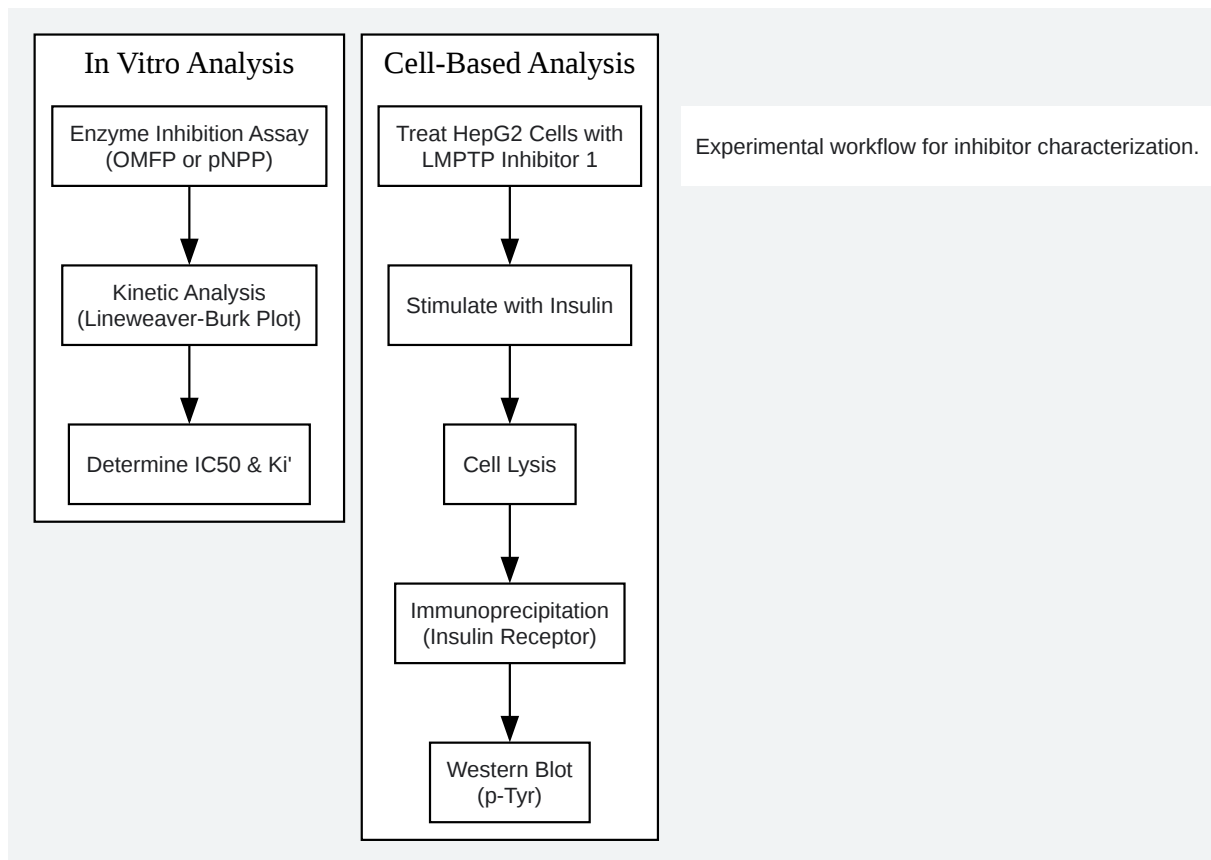 In Vitro Analysis
Enzyme Inhibition Assay
(OMFP or pNPP)
Kinetic Analysis
(Lineweaver-Burk Plot)
Determine IC50 & Ki'
Cell-Based Analysis
Treat HepG2 Cells with
LMPTP Inhibitor 1
Stimulate with Insulin
Cell Lysis
Immunoprecipitation
(Insulin Receptor)
Western Blot
(p-Tyr)
Experimental workflow for inhibitor characterization.